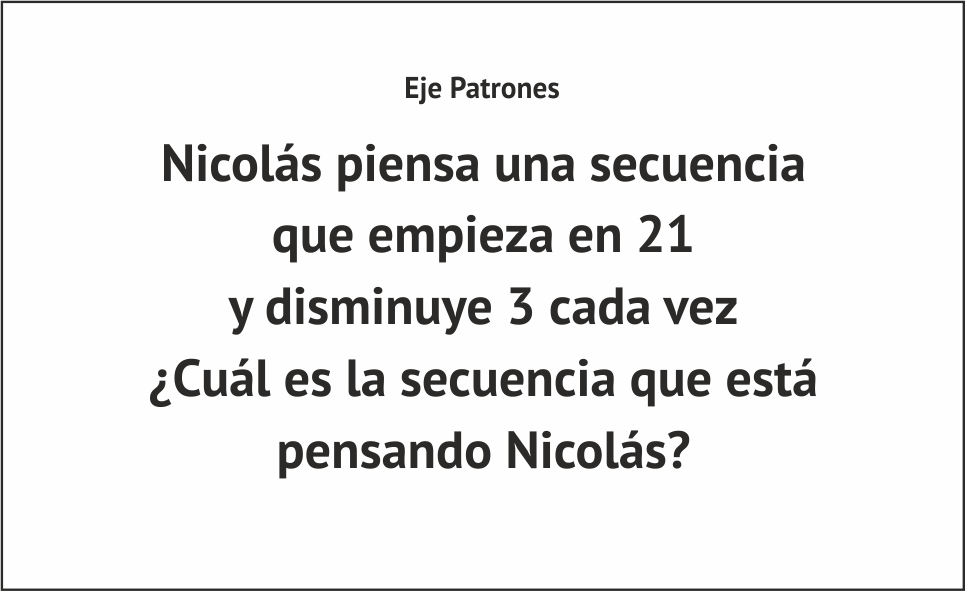 Eje Patrones
Nicolás piensa una secuencia
que empieza en 21
y disminuye 3 cada vez
¿Cuál es la secuencia que está
pensando Nicolás?